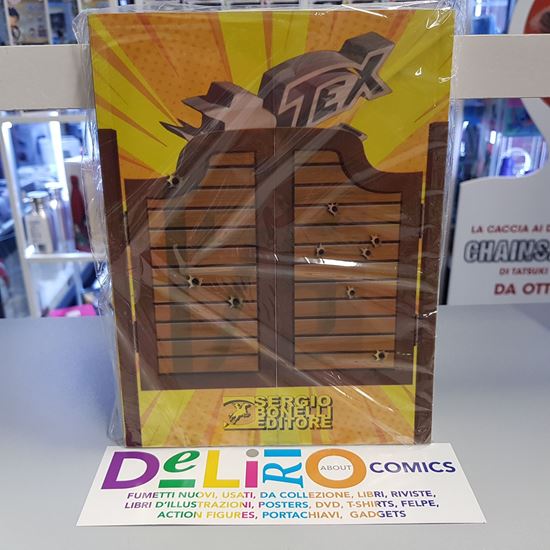 TEX
SERGIO
BONELLI
EDITORE
LA CACCIA AI D
CHAINS
DI TATSUKI
DA OTT
DeLiRiO ABOUT COMICS
FUMETTI NUOVI, USATI, DA COLLEZIONE, LIBRI, RIVISTE,
LIBRI D'ILLUSTRAZIONI, POSTERS, DVD, T-SHIRTS, FELPE,
ACTION FIGURES, PORTACHIAVI, GADGETS